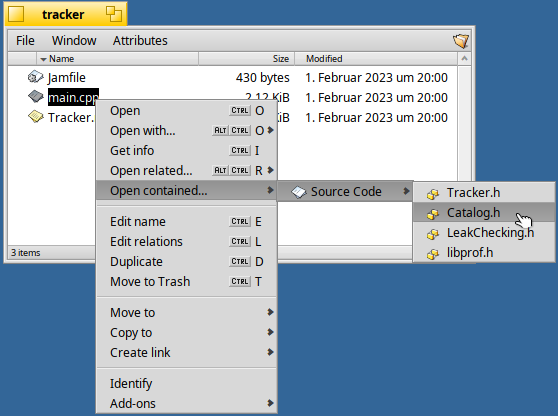 tracker
File Window Attributes
Name Size Modified
Jamfile 430 bytes 1. Februar 2023 um 20:00
main.cpp 2.12 KiB 1. Februar 2023 um 20:00
Tracker. KiB 1. Februar 2023 um 20:00
3 items
Open CTRL O
Open with... ALT CTRL O
Get info CTRL I
Open related... ALT CTRL R
Open contained...
Edit name CTRL E
Edit relations CTRL L
Duplicate CTRL D
Move to Trash CTRL T
Move to
Copy to
Create link
Identify
Add-ons
Source Code
Tracker.h
Catalog.h
LeakChecking.h
libprof.h